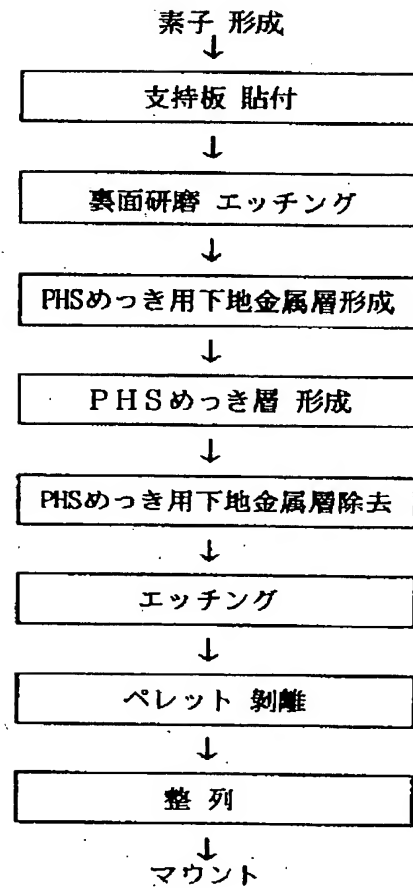 素子 形成
↓
支持板 貼付
↓
裏面研磨 エッチング
↓
PHSめっき用下地金属層形成
↓
PHSめっき層 形成
↓
PHSめっき用下地金属層除去
↓
エッチング
↓
ペレット 剝離
↓
整 列
↓
マウント